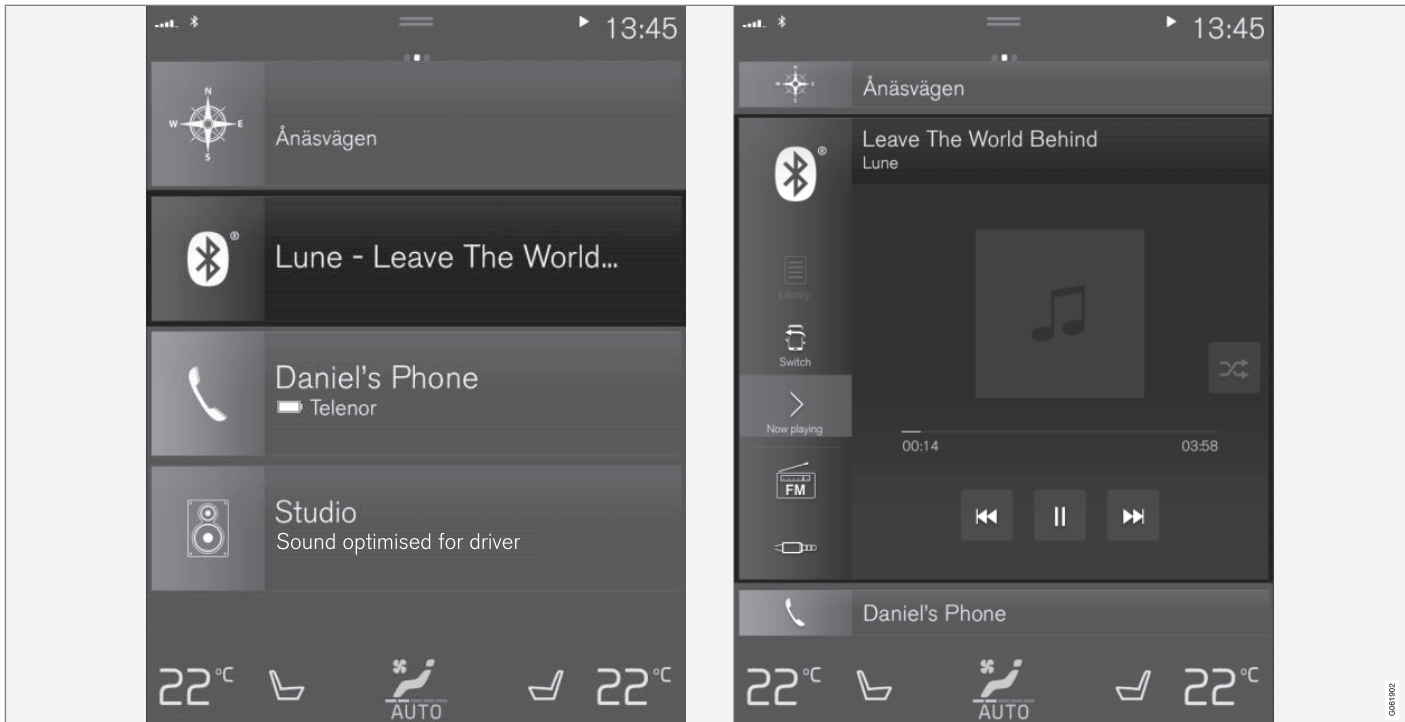 13:45
N
W E
S
Ånäsvägen
®
Lune - Leave The World...
Daniel's Phone
Telenor
Studio
Sound optimised for driver
22°C
AUTO
22°C
13:45
N
W E
S
Ånäsvägen
®
Leave The World Behind
Lune
Library
Switch
Now playing
00:14
03:58
FM
Daniel's Phone
22°C
AUTO
22°C
G061902